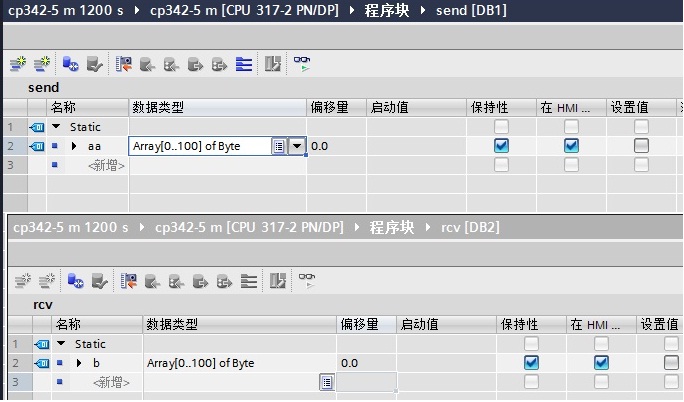 cp342-5 m 1200 s ▸ cp342-5 m [CPU 317-2 PN/DP] ▸ 程序块 ▸ send [DB1]
send
名称 数据类型 偏移量 启动值 保持性 在 HMI ... 设置值
1 ▼ Static
2 ▸ aa Array[0..100] of Byte 0.0
3 <新增>
cp342-5 m 1200 s ▸ cp342-5 m [CPU 317-2 PN/DP] ▸ 程序块 ▸ rcv [DB2]
rcv
名称 数据类型 偏移量 启动值 保持性 在 HMI ... 设置值
1 ▼ Static
2 ▸ b Array[0..100] of Byte 0.0
3 <新增>